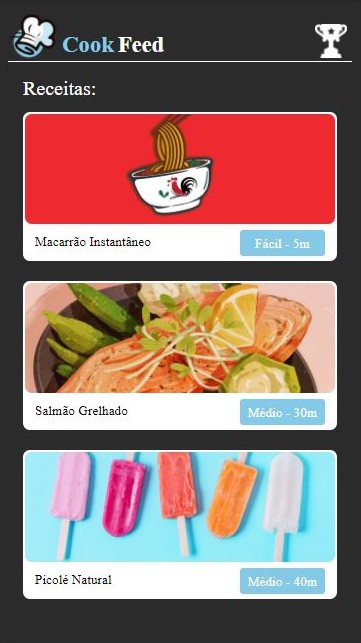 Cook Feed
Receitas:
Macarrão Instantâneo
Fácil - 5m
Salmão Grelhado
Médio - 30m
Picolé Natural
Médio - 40m